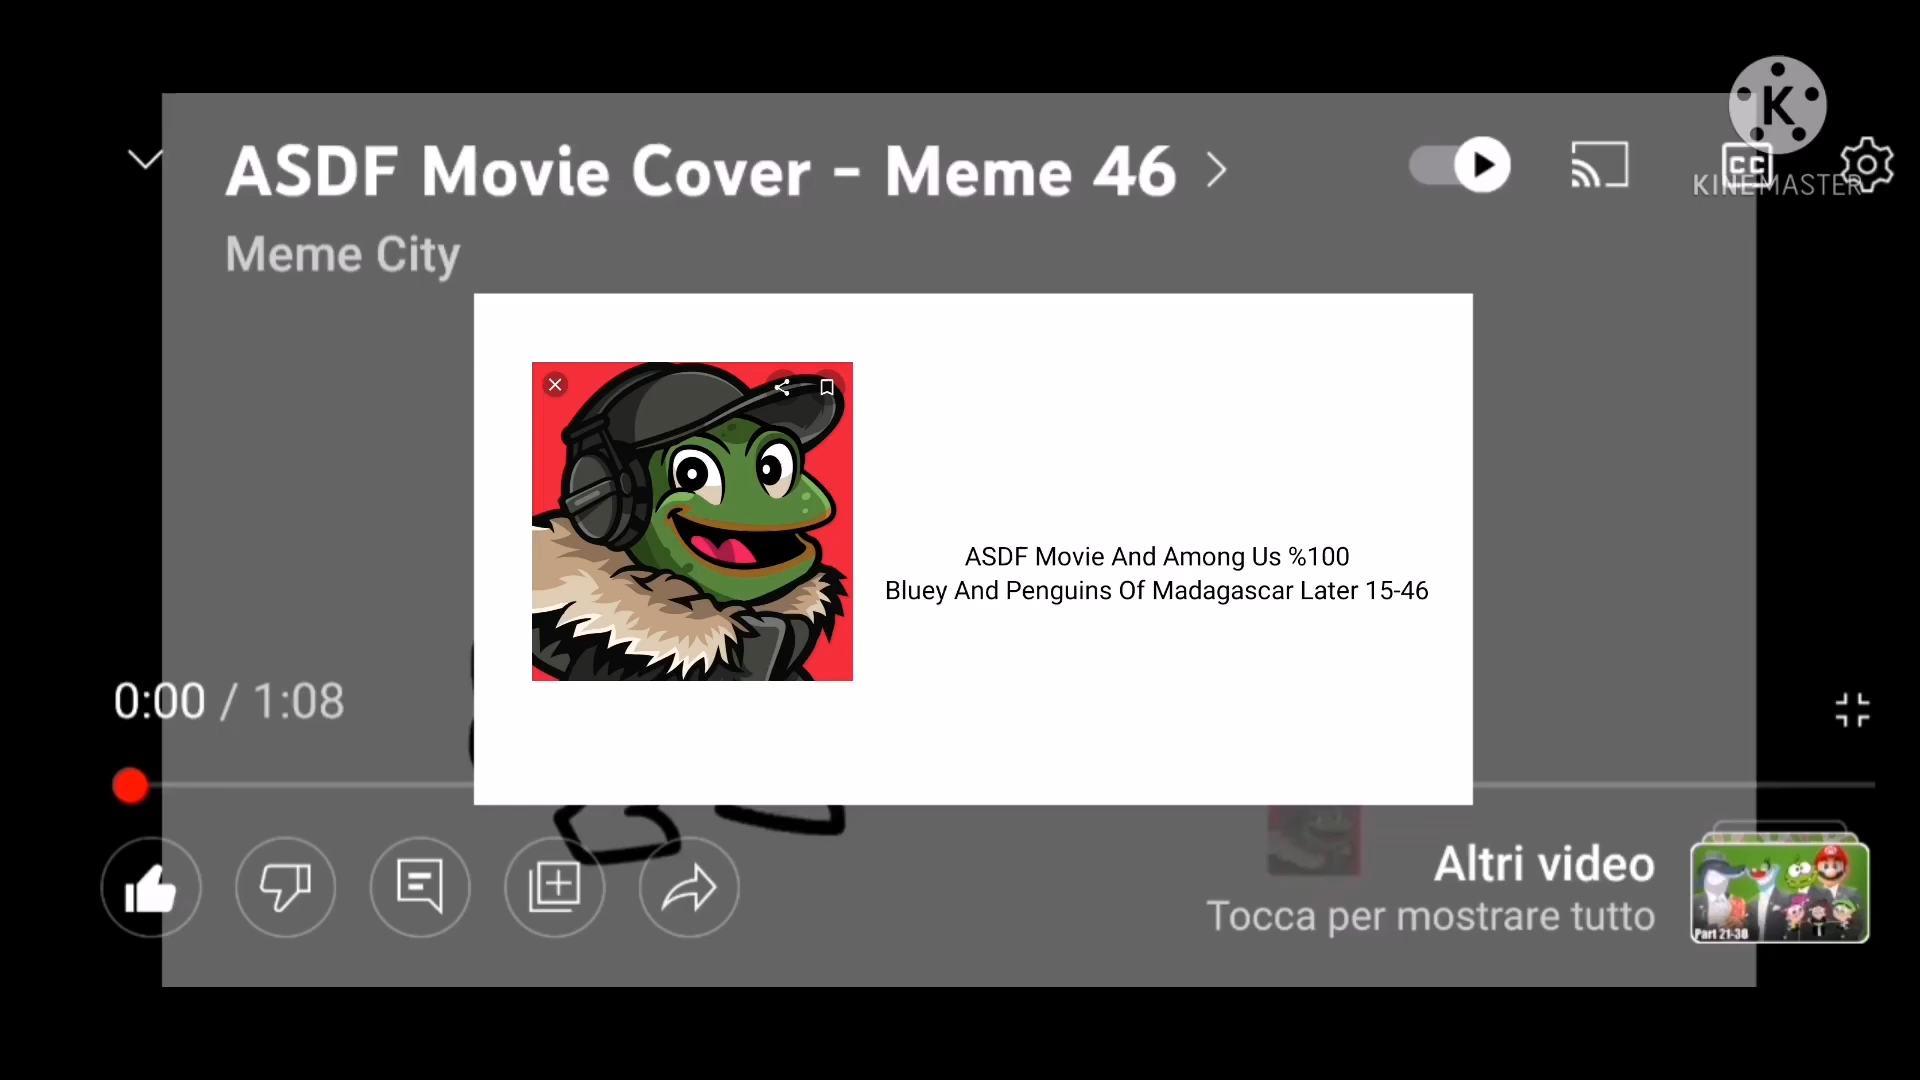 ASDF Movie Cover - Meme 46
Meme City
K
CC
KINEMASTER
ASDF Movie And Among Us %100
Bluey And Penguins Of Madagascar Later 15-46
0:00 / 1:08
Altri video
Tocca per mostrare tutto
Part 21-30